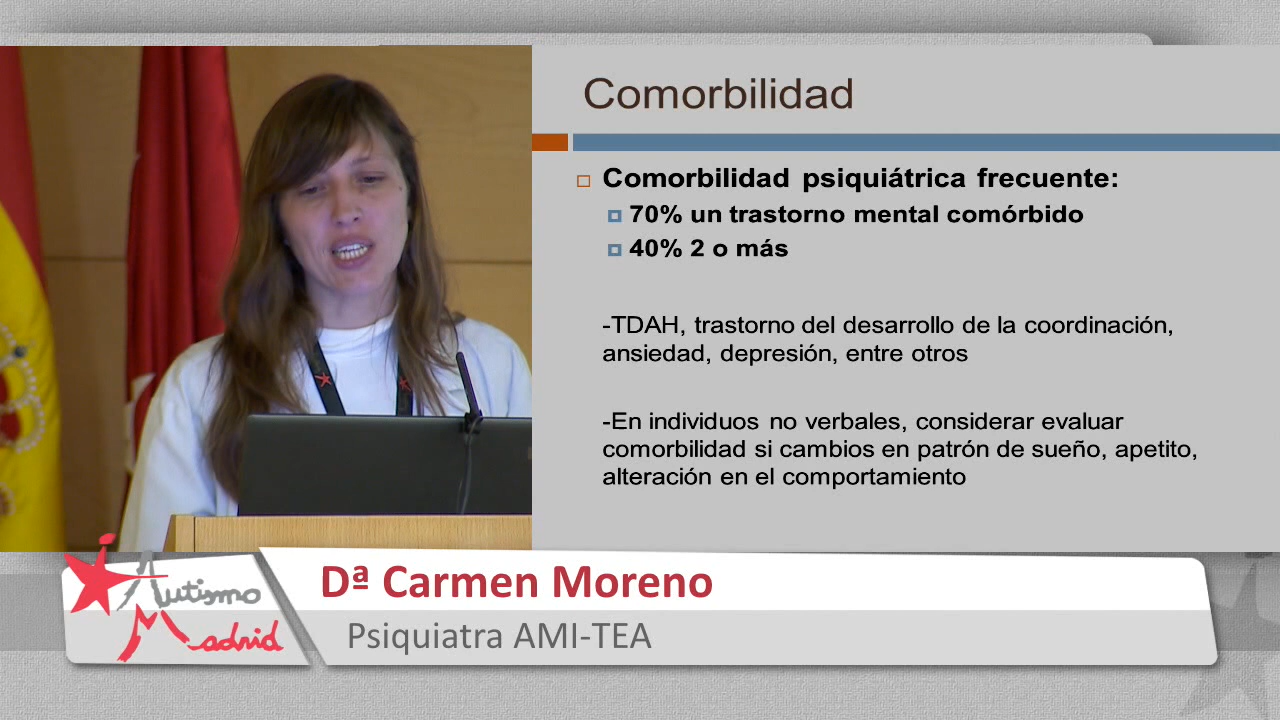 Comorbilidad
Comorbilidad psiquiátrica frecuente:
70% un trastorno mental comórbido
40% 2 o más
-TDAH, trastorno del desarrollo de la coordinación,
ansiedad, depresión, entre otros
-En individuos no verbales, considerar evaluar
comorbilidad si cambios en patrón de sueño, apetito,
alteración en el comportamiento
Dª Carmen Moreno
Psiquiatra AMI-TEA
Autismo
Madrid